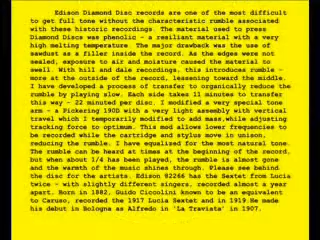 Edison Diamond Disc records are one of the most difficult
to get full tone without the characteristic rumble associated
with these historic recordings. The material used to press
Diamond Discs was phenolic - a resiliant material with a very
high melting temperature. The major drawback was the use of
sawdust as a filler inside the record. As the edges were not
sealed, exposure to air and moisture caused the material to
swell. With hill and dale recordings, this introduces rumble -
more at the outside of the record, lessening toward the middle.
I have developed a process of transfer to organically reduce the
rumble by playing slow. Each side takes 11 minutes to transfer
this way - 22 minutes per disc. I modified a very special tone
arm - a Pickering 190D with a very light assembly with vertical
travel which I temporarily modified to add mass, while adjusting
tracking force to optimum. This mod allows lower frequencies to
be recorded while the cartridge and stylus move in unison,
reducing the rumble. I have equalized for the most natural tone.
The rumble can be heard at times at the beginning of the record,
but when about 1/4 has been played, the rumble is almost gone
and the warmth of the music shines through. Please see behind
the disc for the artists. Edison 82266 has the Sextet from Lucia
twice - with slightly different singers, recorded almost a year
apart. Born in 1882, Guido Ciccolini known to be an equivalent
to Caruso, recorded the 1917 Lucia Sextet and in 1919.He made
his debut in Bologna as Alfredo in 'La Traviata' in 1907.